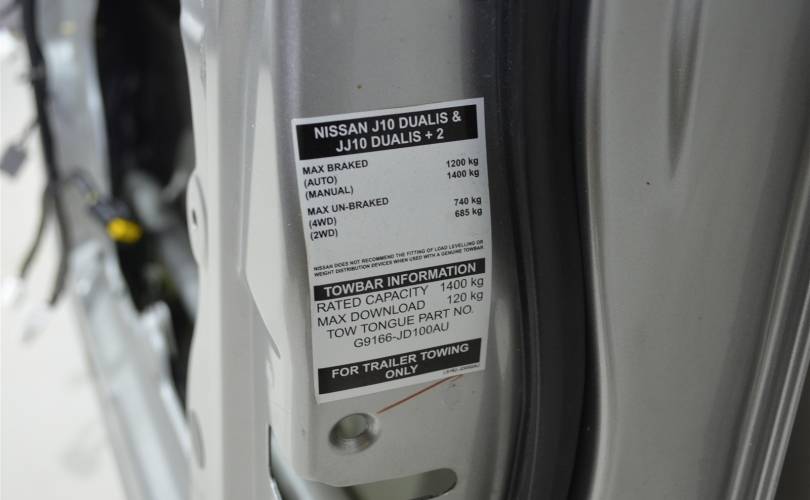 NISSAN J10 DUALIS &
JJ10 DUALIS + 2
MAX BRAKED
(AUTO) 1200 kg
(MANUAL) 1400 kg
MAX UN-BRAKED
(4WD) 740 kg
(2WD) 685 kg
NISSAN DOES NOT RECOMMEND THE FITTING OF LOAD LEVELLING OR
WEIGHT DISTRIBUTION DEVICES WHEN USED WITH A GENUINE TOWBAR
TOWBAR INFORMATION
RATED CAPACITY 1400 kg
MAX DOWNLOAD 120 kg
TOW TONGUE PART NO.
G9166-JD100AU
FOR TRAILER TOWING
ONLY